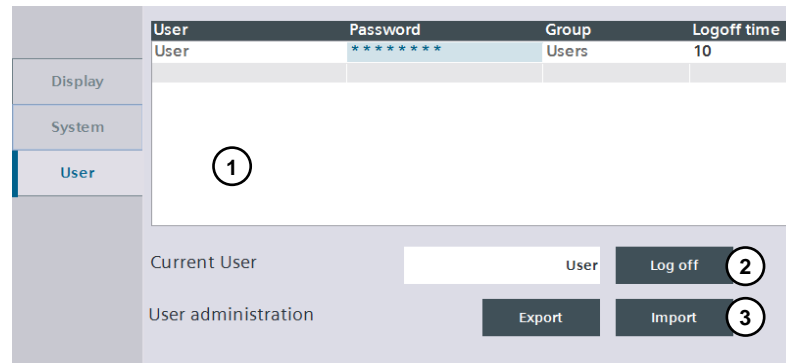 User Password Group Logoff time
User ******** Users 10
Display
System
User
1
Current User User Log off 2
User administration Export Import 3